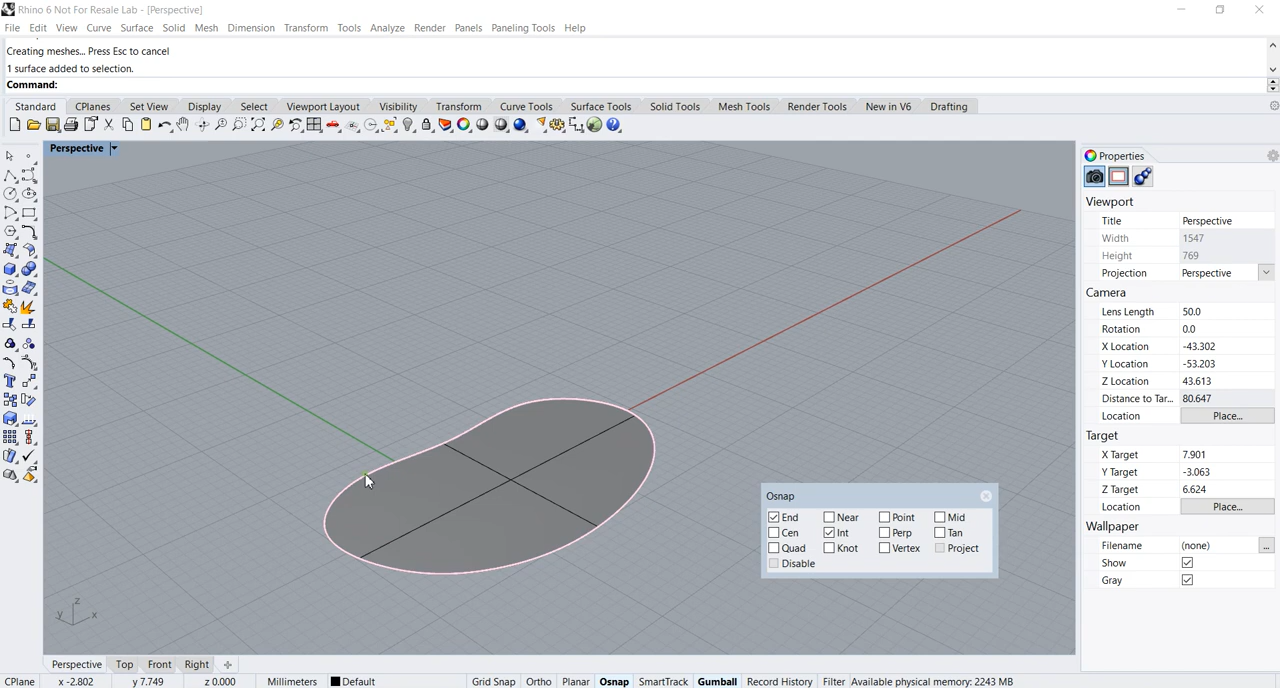 Rhino 6 Not For Resale Lab - [Perspective]
File Edit View Curve Surface Solid Mesh Dimension Transform Tools Analyze Render Panels Paneling Tools Help
Creating meshes... Press Esc to cancel
1 surface added to selection.
Command:
Standard CPlanes Set View Display Select Viewport Layout Visibility Transform Curve Tools Surface Tools Solid Tools Mesh Tools Render Tools New in V6 Drafting
Perspective
Properties
Viewport
Title Perspective
Width 1547
Height 769
Projection Perspective
Camera
Lens Length 50.0
Rotation 0.0
X Location -43.302
Y Location -53.203
Z Location 43.613
Distance to Tar... 80.647
Location Place...
Target
X Target 7.901
Y Target -3.063
Z Target 6.624
Location Place...
Wallpaper
Filename (none) ...
Show
Gray
Osnap
End Near Point Mid
Cen Int Perp Tan
Quad Knot Vertex Project
Disable
z
y x
Perspective Top Front Right
CPlane x -2.802 y 7.749 z 0.000 Millimeters Default Grid Snap Ortho Planar Osnap SmartTrack Gumball Record History Filter Available physical memory: 2243 MB